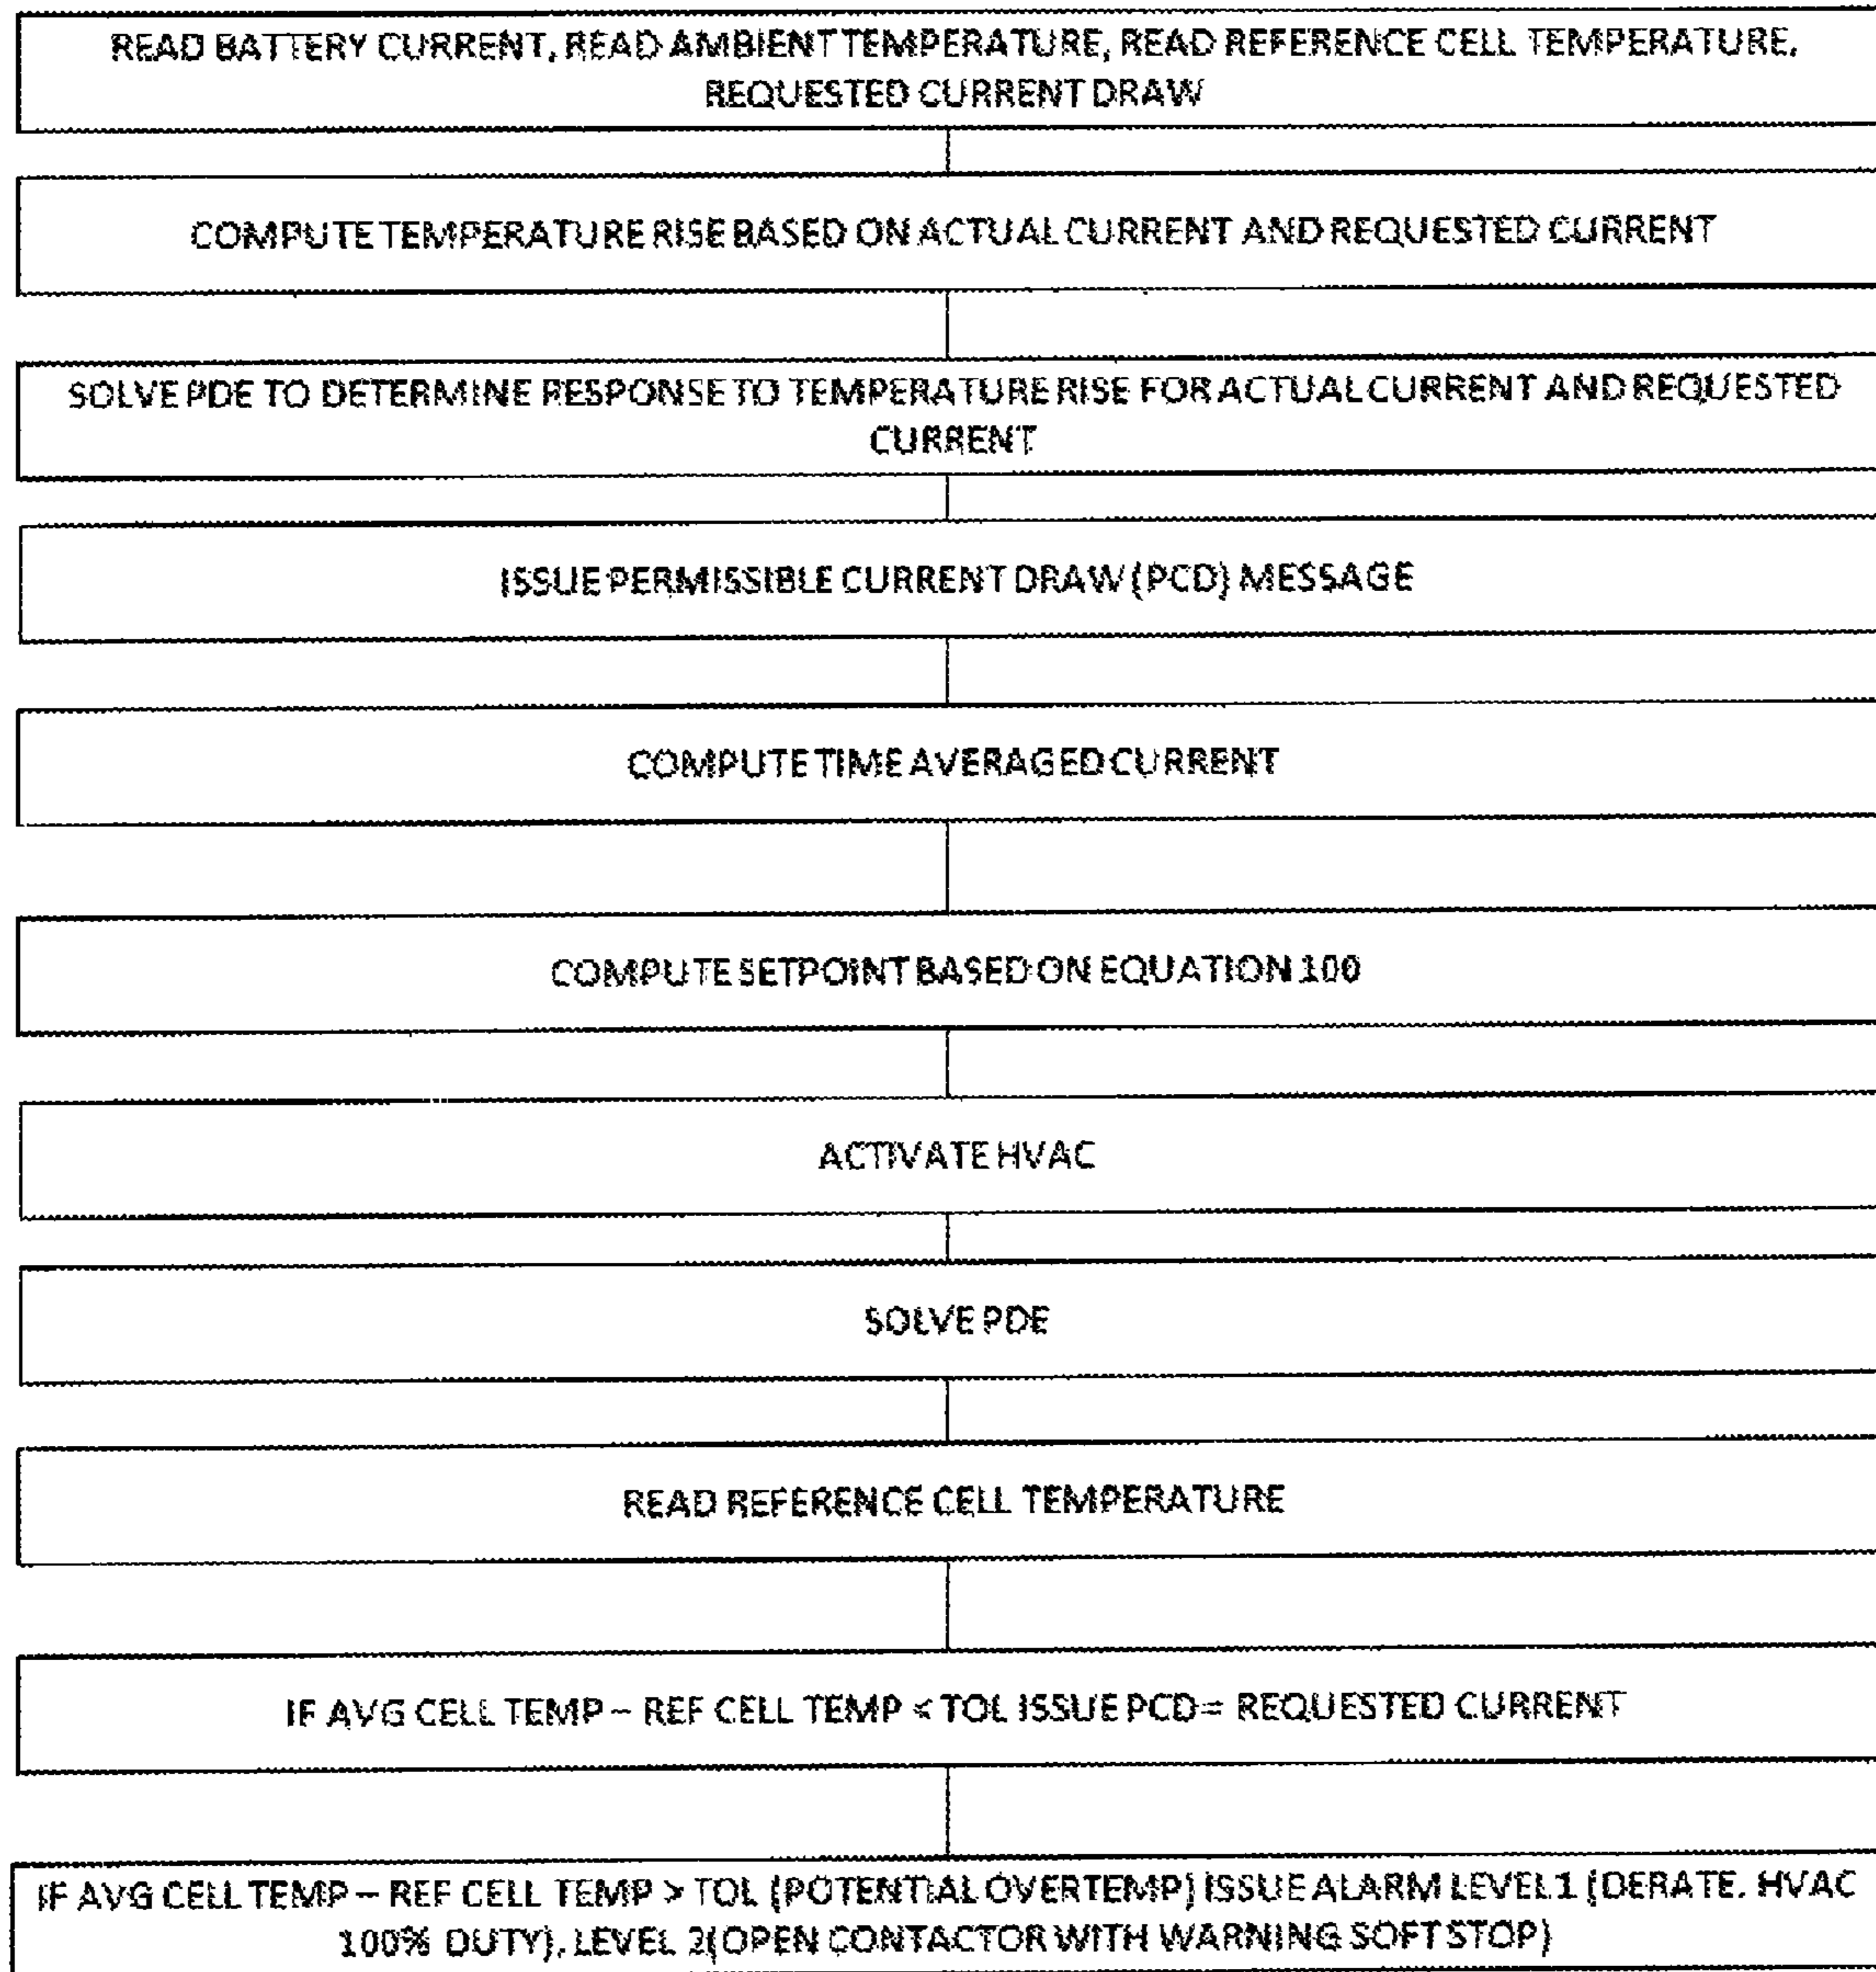 READ BATTERY CURRENT, READ AMBIENT TEMPERATURE, READ REFERENCE CELL TEMPERATURE,
REQUESTED CURRENT DRAW
COMPUTE TEMPERATURE RISE BASED ON ACTUAL CURRENT AND REQUESTED CURRENT
SOLVE PDE TO DETERMINE RESPONSE TO TEMPERATURE RISE FOR ACTUAL CURRENT AND REQUESTED
CURRENT
ISSUE PERMISSIBLE CURRENT DRAW (PCD) MESSAGE
COMPUTE TIME AVERAGED CURRENT
COMPUTE SETPOINT BASED ON EQUATION 100
ACTIVATE HVAC
SOLVE PDE
READ REFERENCE CELL TEMPERATURE
IF AVG CELL TEMP – REF CELL TEMP < TOL ISSUE PCD = REQUESTED CURRENT
IF AVG CELL TEMP – REF CELL TEMP > TOL (POTENTIAL OVERTEMP) ISSUE ALARM LEVEL 1 (DERATE, HVAC
100% DUTY), LEVEL 2(OPEN CONTACTOR WITH WARNING SOFT STOP)